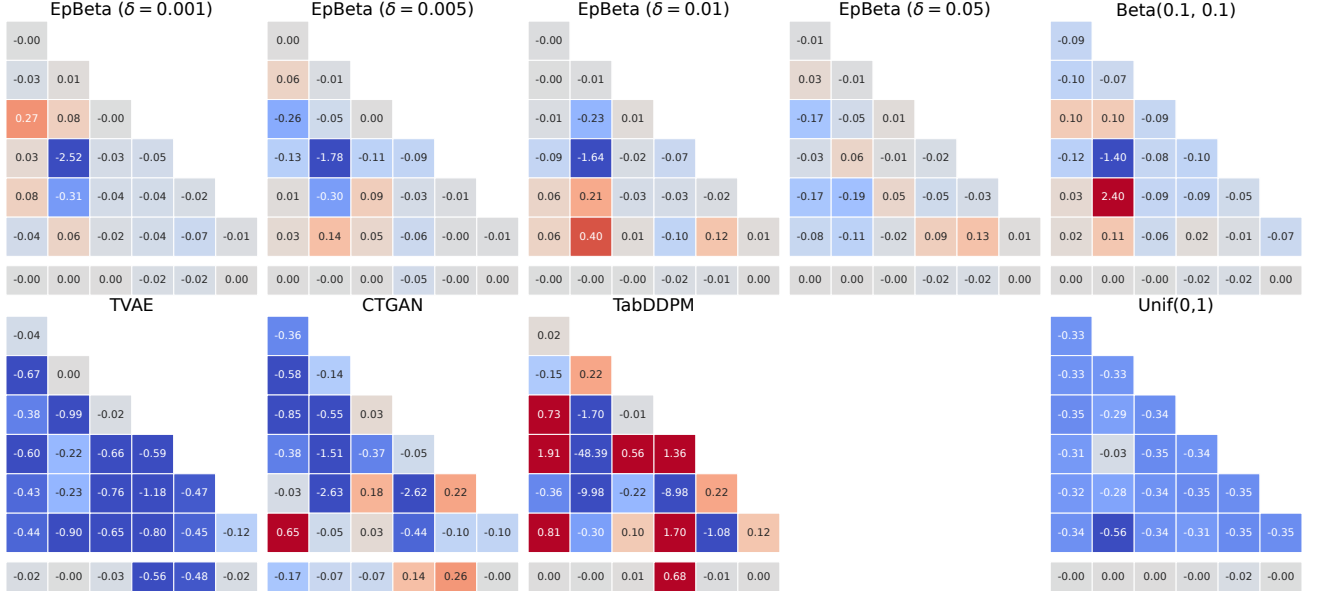 EpBeta (δ = 0.001) EpBeta (δ = 0.005) EpBeta (δ = 0.01) EpBeta (δ = 0.05) Beta(0.1, 0.1)
-0.00 0.00 -0.00 -0.01 -0.09
-0.03 0.01 0.06 -0.01 -0.00 -0.01 0.03 -0.01 -0.10 -0.07
0.27 0.08 -0.00 -0.26 -0.05 0.00 -0.01 -0.23 0.01 -0.17 -0.05 0.01 0.10 0.10 -0.09
0.03 -2.52 -0.03 -0.05 -0.13 -1.78 -0.11 -0.09 -0.09 -1.64 -0.02 -0.07 -0.03 0.06 -0.01 -0.02 -0.12 -1.40 -0.08 -0.10
0.08 -0.31 -0.04 -0.04 -0.02 0.01 -0.30 0.09 -0.03 -0.01 0.06 0.21 -0.03 -0.03 -0.02 -0.17 -0.19 0.05 -0.05 -0.01 0.03 2.40 -0.09 -0.09 -0.05
-0.04 0.06 -0.02 -0.04 -0.07 -0.01 0.03 0.14 0.05 -0.06 -0.00 -0.01 0.06 0.40 0.01 -0.10 0.12 0.01 -0.08 -0.11 -0.02 0.09 0.13 0.01 0.02 0.11 -0.06 0.02 -0.01 -0.07
-0.00 0.00 0.00 -0.02 -0.02 0.00 0.00 -0.00 0.00 -0.05 0.00 0.00 -0.00 0.00 -0.00 -0.02 -0.01 0.00 -0.00 0.00 0.00 -0.02 -0.02 0.00 0.00 0.00 -0.00 -0.02 -0.02 0.00
TVAE CTGAN TabDDPM Unif(0,1)
-0.04 -0.36 0.02 -0.33
-0.67 0.00 -0.58 -0.14 -0.15 0.22 -0.33 -0.33
-0.38 -0.99 -0.02 -0.85 -0.55 0.03 0.73 -1.70 -0.01 -0.35 -0.29 -0.34
-0.60 -0.22 -0.66 -0.59 -0.38 -1.51 -0.37 -0.05 1.91 -48.39 0.56 1.36 -0.31 -0.03 -0.35 -0.34
-0.43 -0.23 -0.76 -1.18 -0.47 -0.03 -2.63 0.18 -2.62 0.22 -0.36 -9.98 -0.22 -8.98 0.22 -0.32 -0.28 -0.34 -0.35 -0.35
-0.44 -0.90 -0.65 -0.80 -0.45 -0.12 0.65 -0.05 0.03 -0.44 -0.10 -0.10 0.81 -0.30 0.10 1.70 -1.08 0.12 -0.34 -0.56 -0.34 -0.31 -0.35 -0.35
-0.02 -0.00 -0.03 -0.56 -0.48 -0.02 -0.17 -0.07 -0.07 0.14 0.26 -0.00 0.00 -0.00 0.01 0.68 -0.01 0.00 -0.00 0.00 0.00 -0.00 -0.02 -0.00